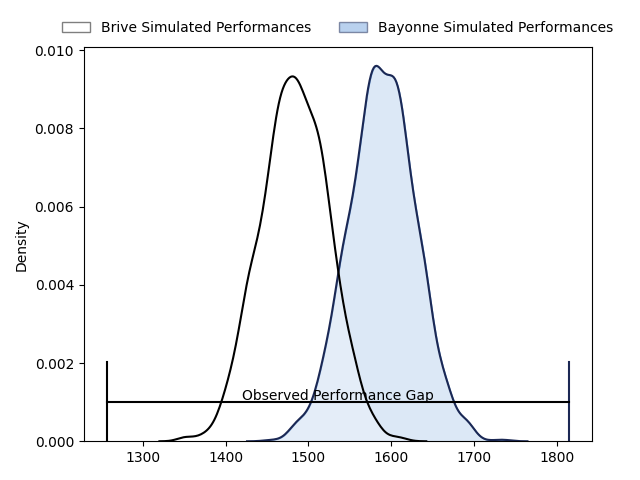 Brive Simulated Performances
Bayonne Simulated Performances
0.010
0.008
0.006
0.004
0.002
0.000
Density
Observed Performance Gap
1300 1400 1500 1600 1700 1800